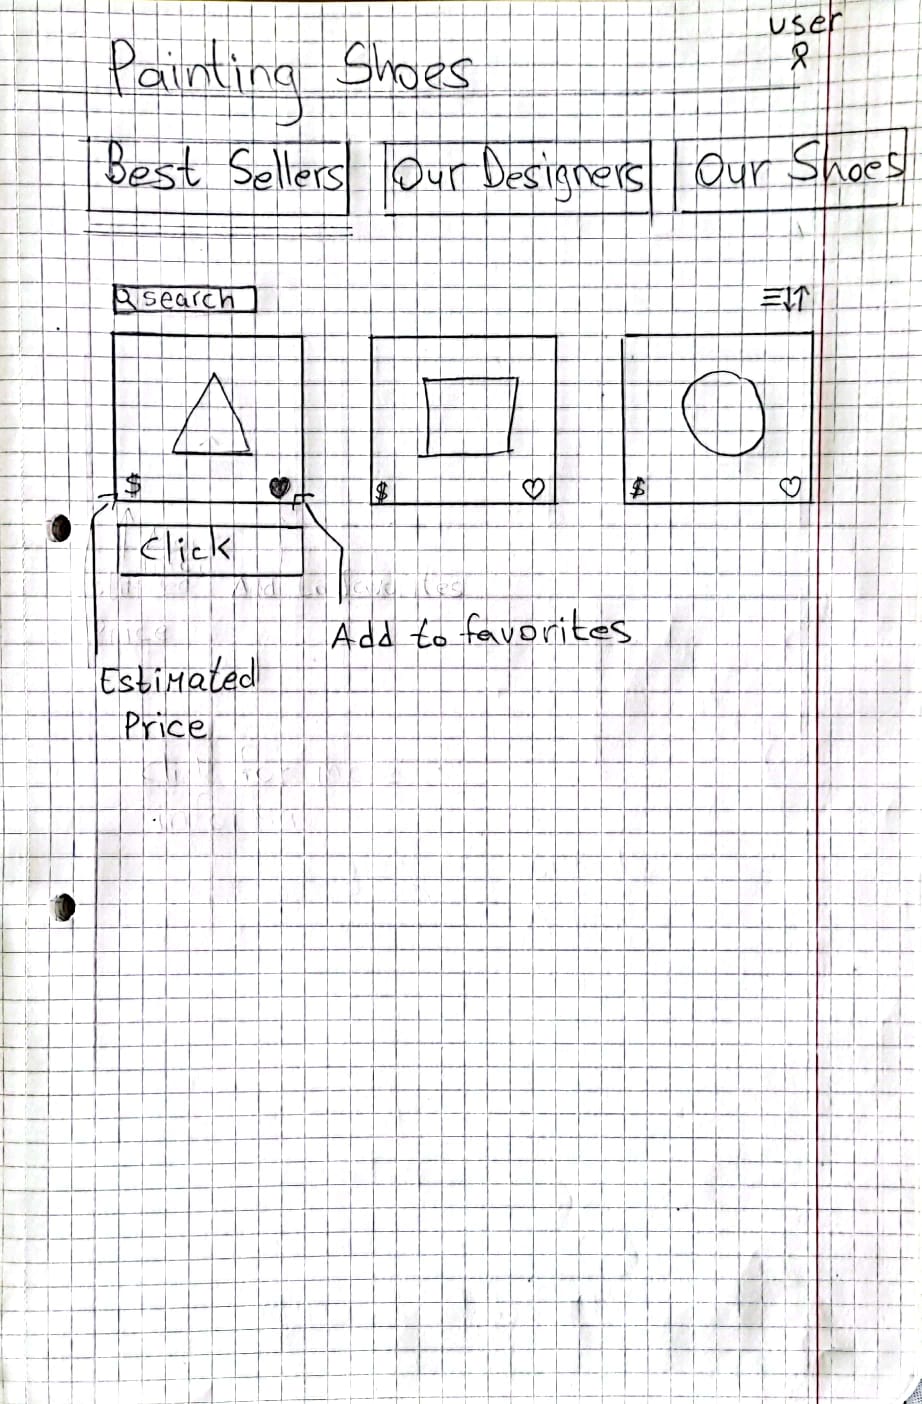 user
Painting Shoes
Best Sellers Our Designers Our Shoes
search
$ $ $
Click
Add to favorites
Estimated
Price